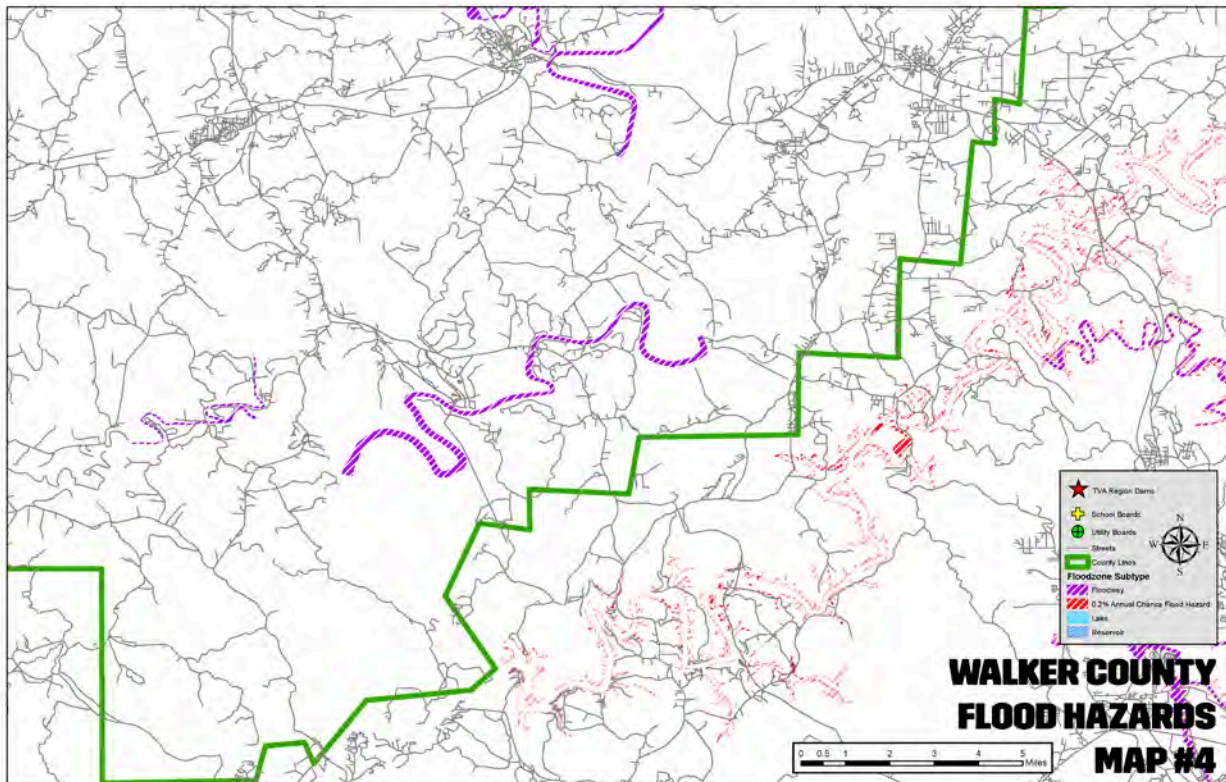 TVA Region Dams
School Boards
Utility Boards
Streets
County Lines
Floodzone Subtype
Floodway
0.2% Annual Chance Flood Hazard
Lake
Reservoir
N
W E
S
WALKER COUNTY
FLOOD HAZARDS
MAP #4
0 0.5 1 2 3 4 5
Miles